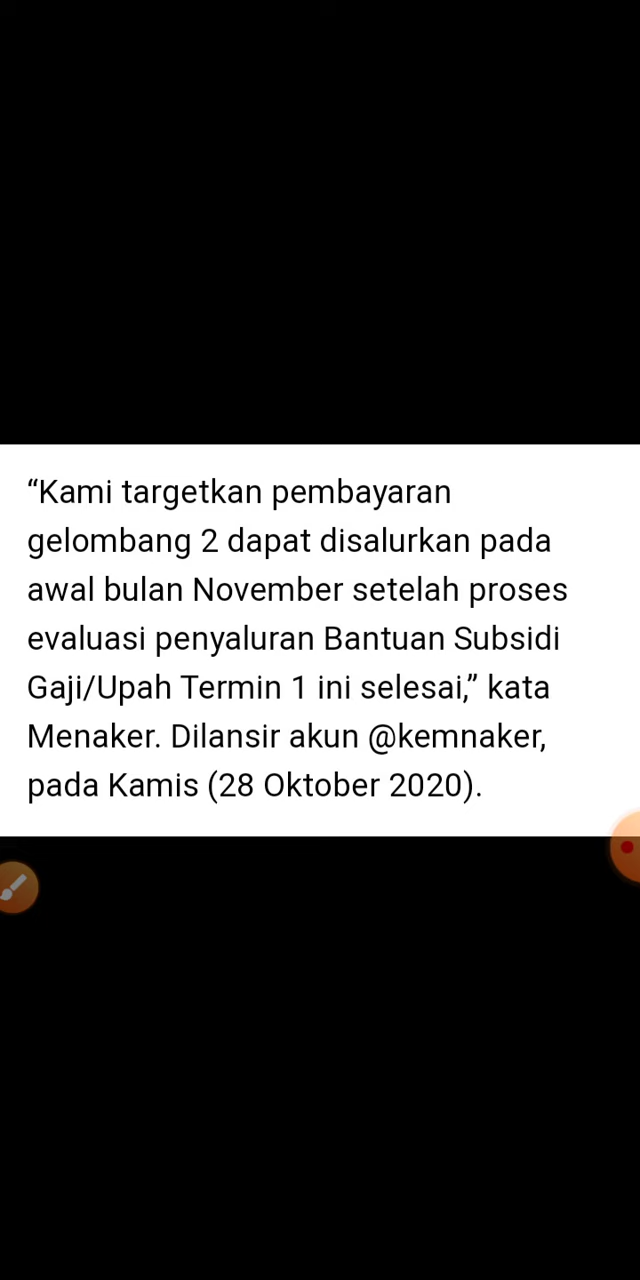 “Kami targetkan pembayaran
gelombang 2 dapat disalurkan pada
awal bulan November setelah proses
evaluasi penyaluran Bantuan Subsidi
Gaji/Upah Termin 1 ini selesai,” kata
Menaker. Dilansir akun @kemnaker,
pada Kamis (28 Oktober 2020).